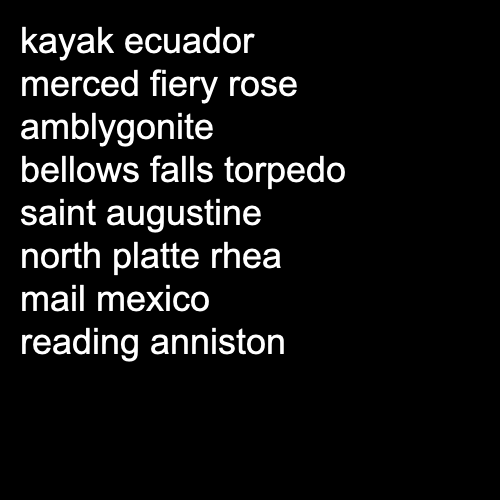 kayak ecuador
merced fiery rose
amblygonite
bellows falls torpedo
saint augustine
north platte rhea
mail mexico
reading anniston